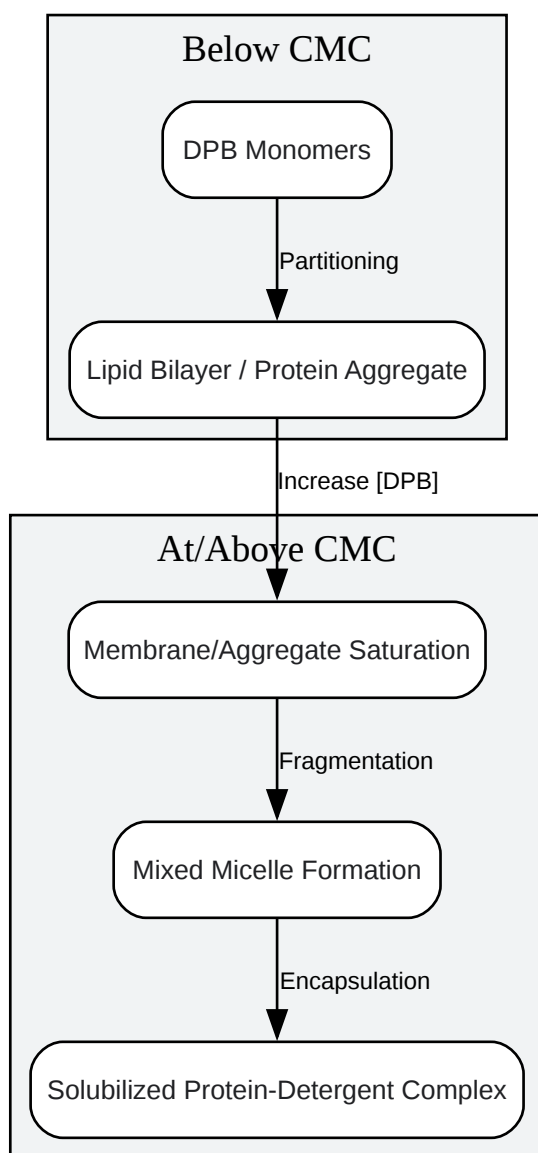 Below CMC
DPB Monomers
Partitioning
Lipid Bilayer / Protein Aggregate
Increase [DPB]
At/Above CMC
Membrane/Aggregate Saturation
Fragmentation
Mixed Micelle Formation
Encapsulation
Solubilized Protein-Detergent Complex